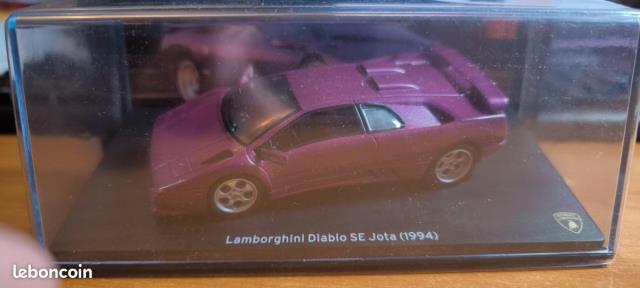 Lamborghini Diablo SE Jota (1994)
leboncoin